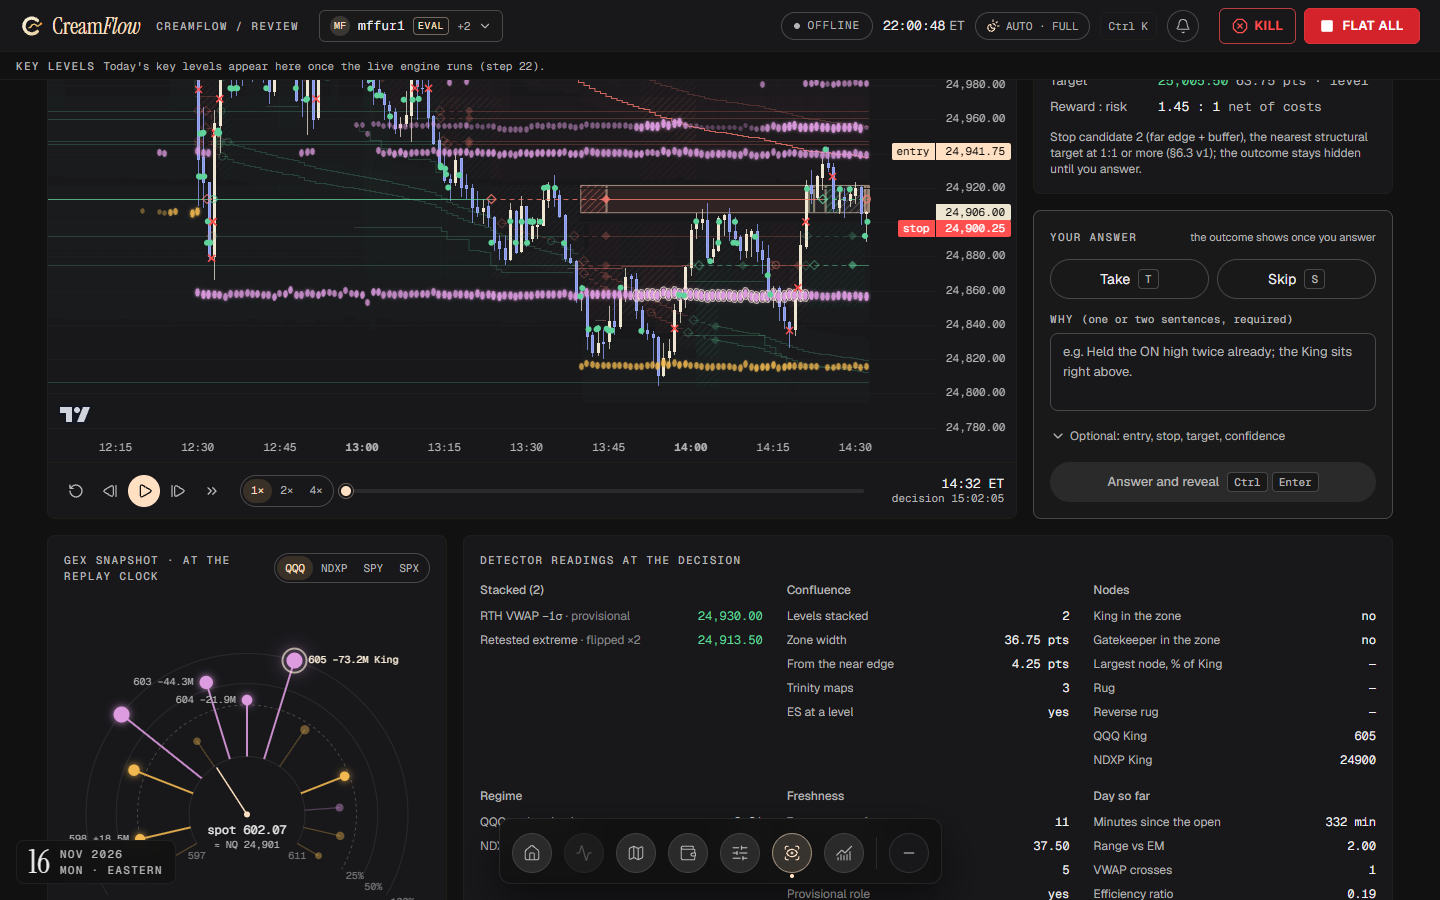 CreamFlow CREAMFLOW / REVIEW MF mffur1 EVAL +2 OFFLINE 22:00:48 ET AUTO · FULL Ctrl K KILL FLAT ALL
KEY LEVELS Today's key levels appear here once the live engine runs (step 22).
24,980.00
24,960.00
entry 24,941.75
24,920.00
24,906.00
stop 24,900.25
24,880.00
24,860.00
24,840.00
24,820.00
24,800.00
24,780.00
12:15 12:30 12:45 13:00 13:15 13:30 13:45 14:00 14:15 14:30
1× 2× 4×
14:32 ET
decision 15:02:05
Target 25,005.50 63.75 pts · level
Reward : risk 1.45 : 1 net of costs
Stop candidate 2 (far edge + buffer), the nearest structural
target at 1:1 or more (§6.3 v1); the outcome stays hidden
until you answer.
YOUR ANSWER the outcome shows once you answer
Take T Skip S
WHY (one or two sentences, required)
e.g. Held the ON high twice already; the King sits
right above.
Optional: entry, stop, target, confidence
Answer and reveal Ctrl Enter
GEX SNAPSHOT · AT THE
REPLAY CLOCK
QQQ NDXP SPY SPX
605 −73.2M King
603 −44.3M
604 −21.9M
spot 602.07
≈ NQ 24,901
598 +18.5M
597 611
25%
50%
DETECTOR READINGS AT THE DECISION
Stacked (2)
RTH VWAP −1σ · provisional 24,930.00
Retested extreme · flipped ×2 24,913.50
Confluence
Levels stacked 2
Zone width 36.75 pts
From the near edge 4.25 pts
Trinity maps 3
ES at a level yes
Nodes
King in the zone no
Gatekeeper in the zone no
Largest node, % of King –
Rug –
Reverse rug –
QQQ King 605
NDXP King 24900
Regime
Freshness
11
37.50
5
Provisional role yes
Day so far
Minutes since the open 332 min
Range vs EM 2.00
VWAP crosses 1
Efficiency ratio 0.19
16 NOV 2026
MON · EASTERN